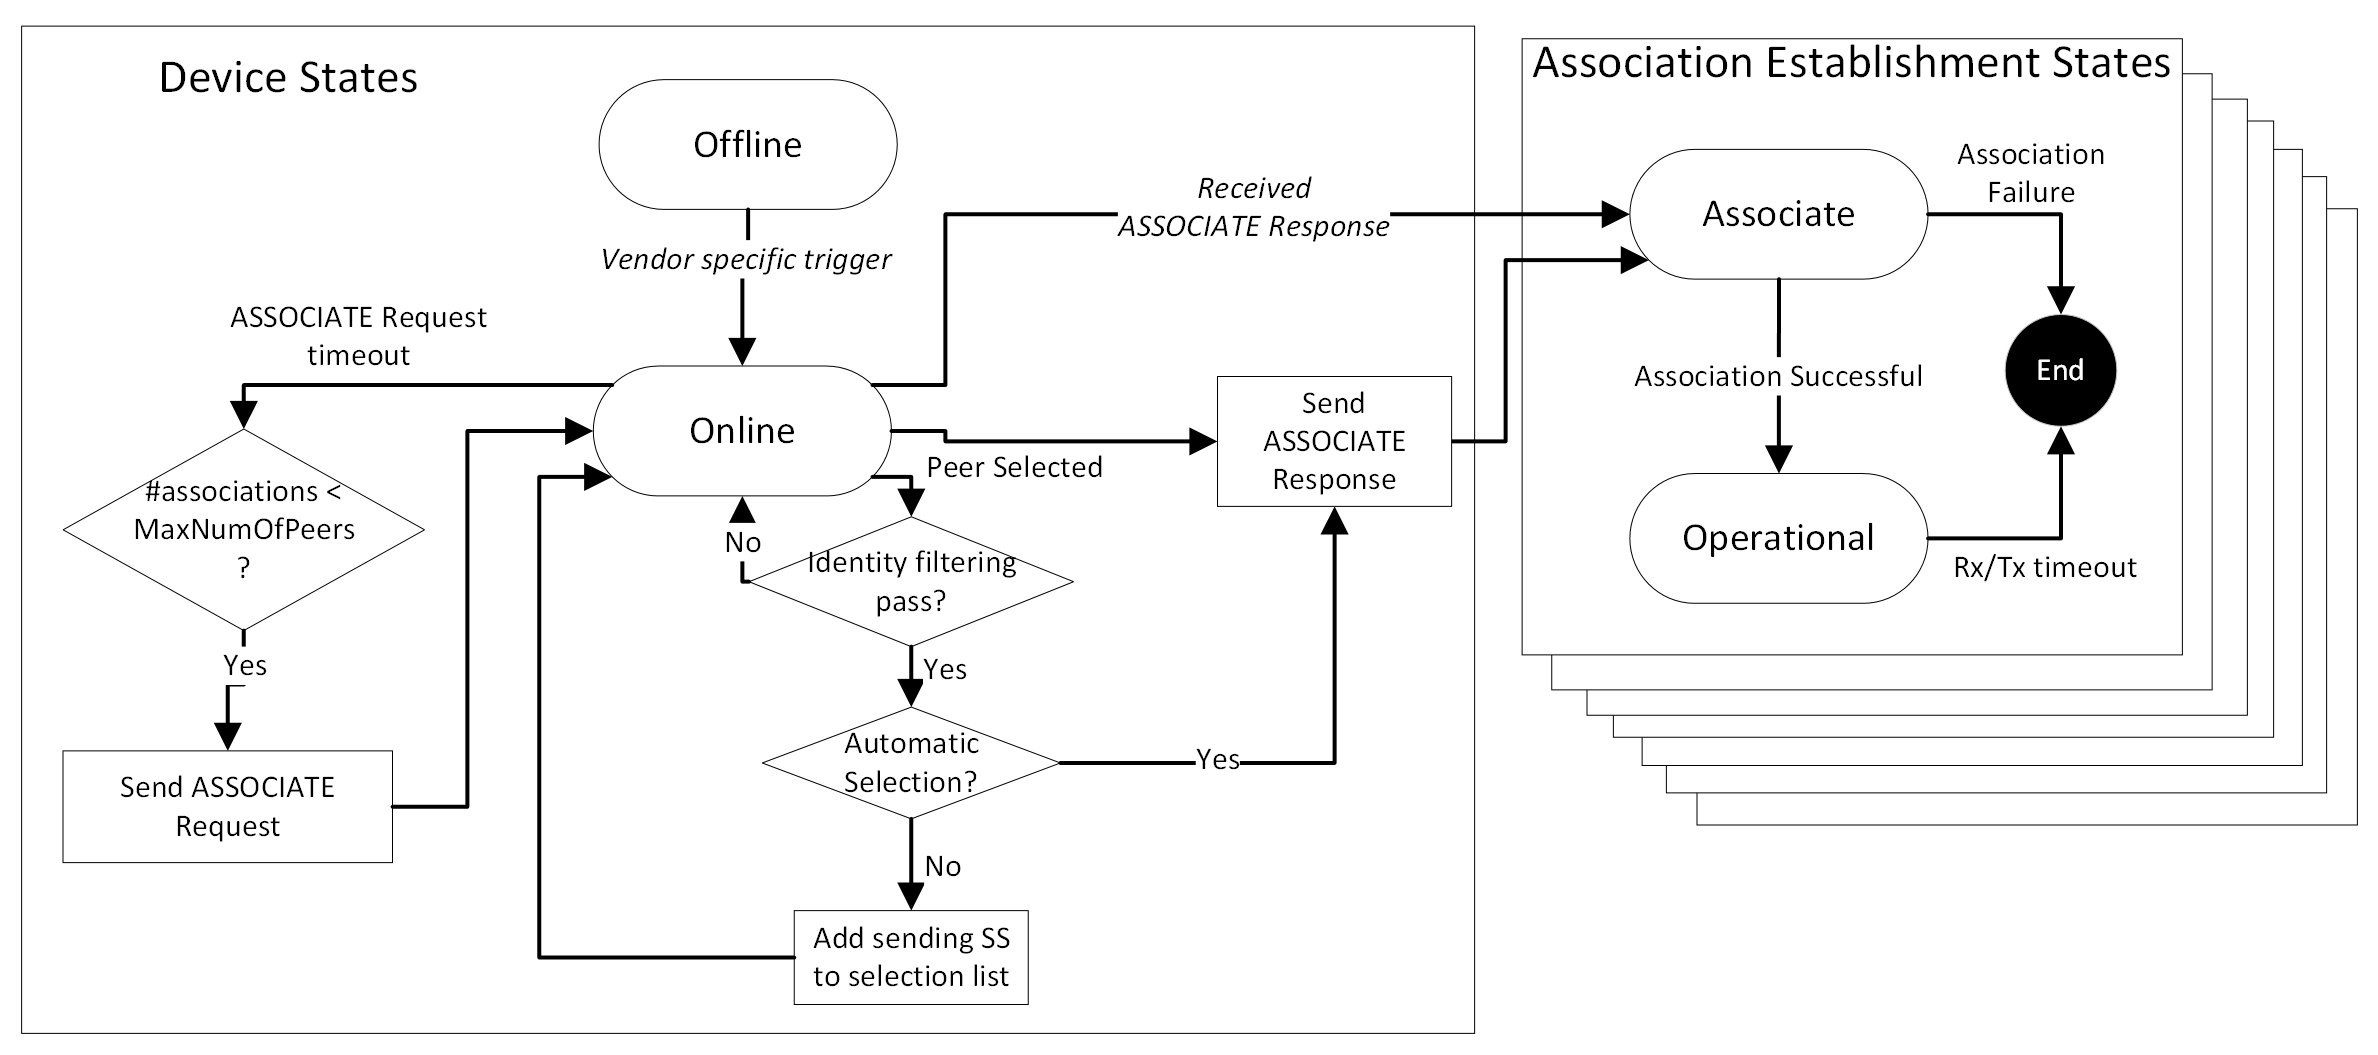 Device States
Offline
Vendor specific trigger
Received
ASSOCIATE Response
ASSOCIATE Request
timeout
Online
Peer Selected
Send
ASSOCIATE
Response
#associations <
MaxNumOfPeers
?
No
Identity filtering
pass?
Yes
Yes
Automatic
Selection?
Yes
Send ASSOCIATE
Request
No
Add sending SS
to selection list
Association Establishment States
Associate
Association
Failure
Association Successful
End
Operational
Rx/Tx timeout